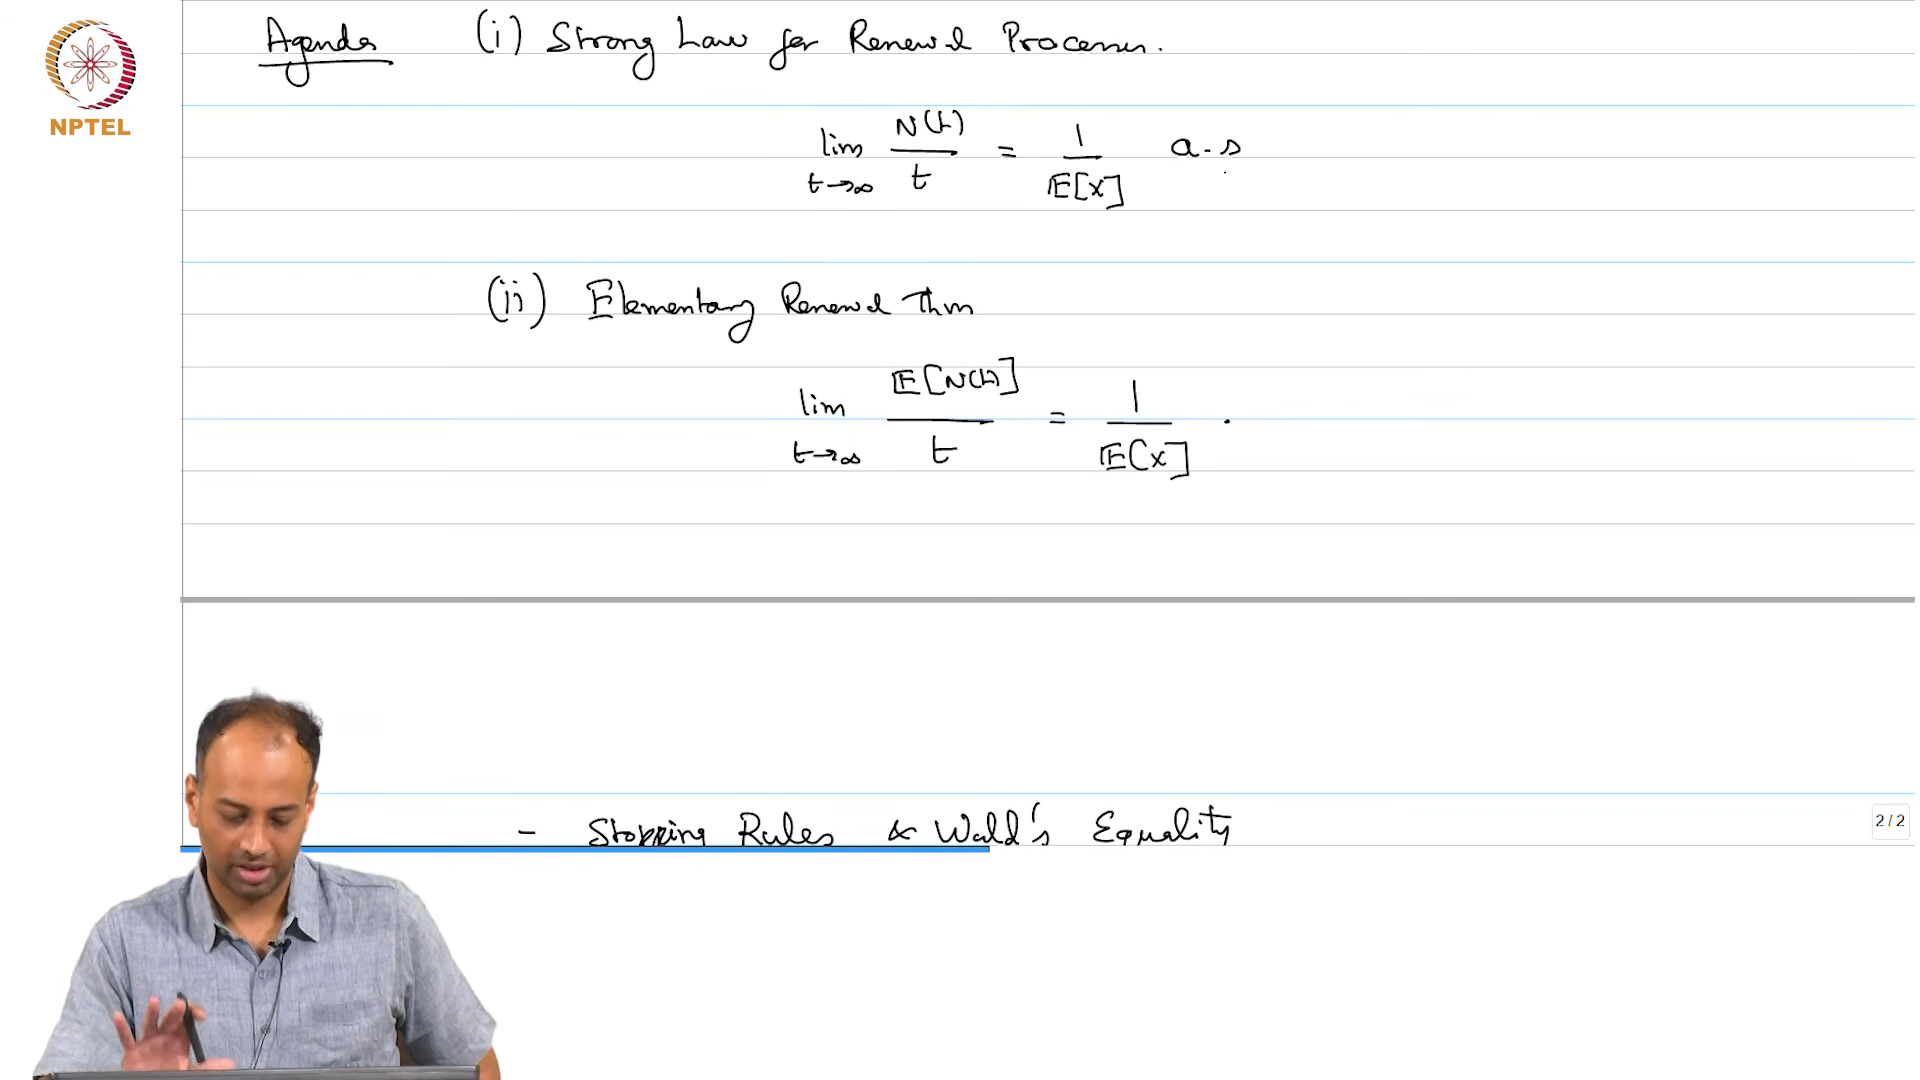 Agenda (i) Strong Law for Renewal Processes.
lim t→∞ N(t)/t = 1/E[X] a.s
(ii) Elementary Renewal Thm
lim t→∞ E[N(t)]/t = 1/E[X].
- Stopping Rules & Wald's Equality
NPTEL
2 / 2